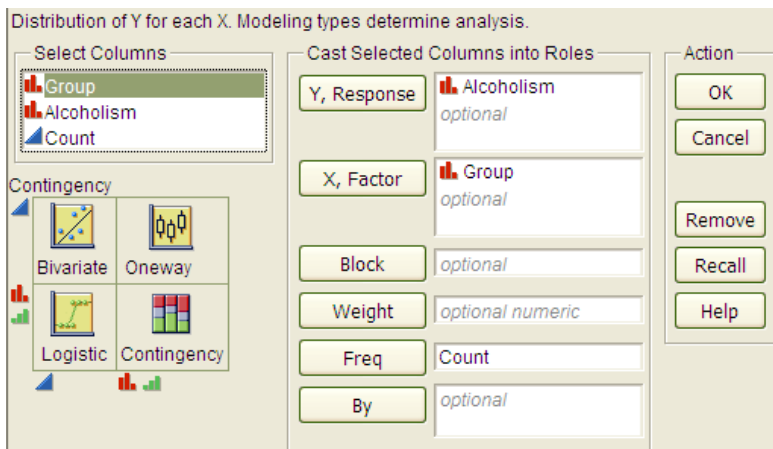 Distribution of Y for each X. Modeling types determine analysis.
Select Columns
Group
Alcoholism
Count
Contingency
Bivariate Oneway
Logistic Contingency
Cast Selected Columns into Roles
Y, Response
Alcoholism
optional
X, Factor
Group
optional
Block
optional
Weight
optional numeric
Freq
Count
By
optional
Action
OK
Cancel
Remove
Recall
Help